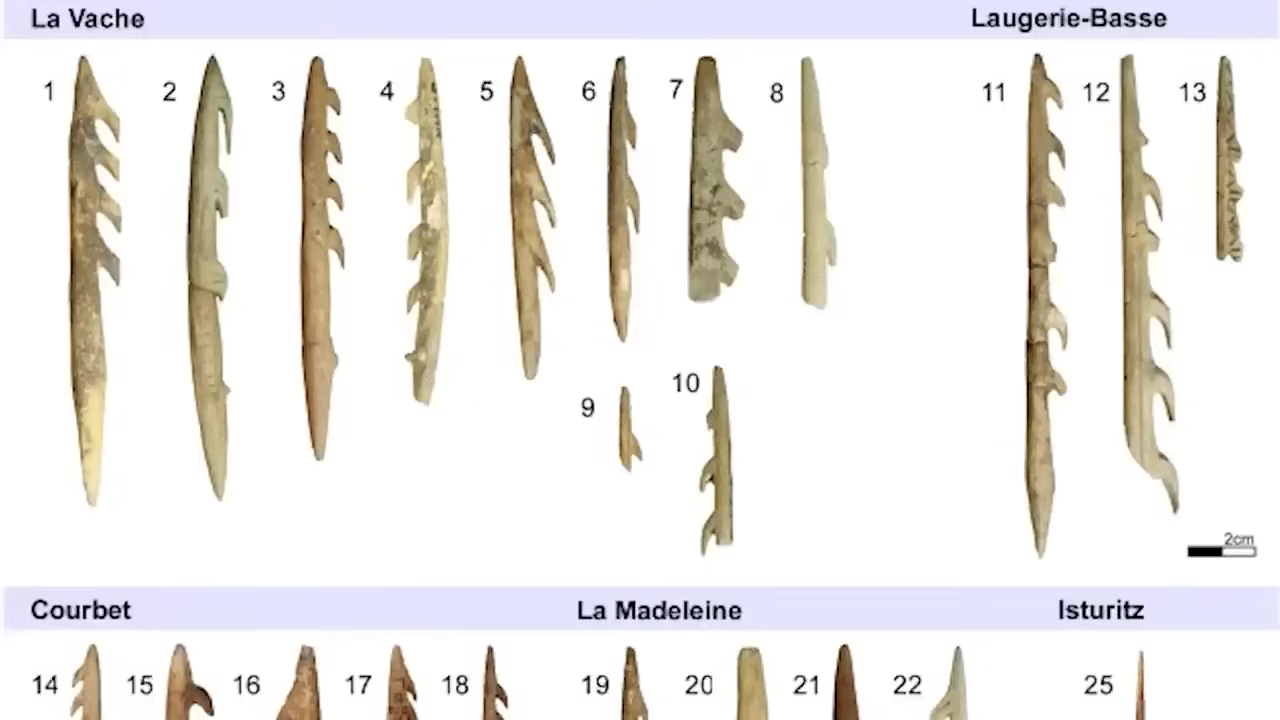 La Vache Laugerie-Basse
1 2 3 4 5 6 7 8 11 12 13
9 10
2cm
Courbet La Madeleine Isturitz
14 15 16 17 18 19 20 21 22 25